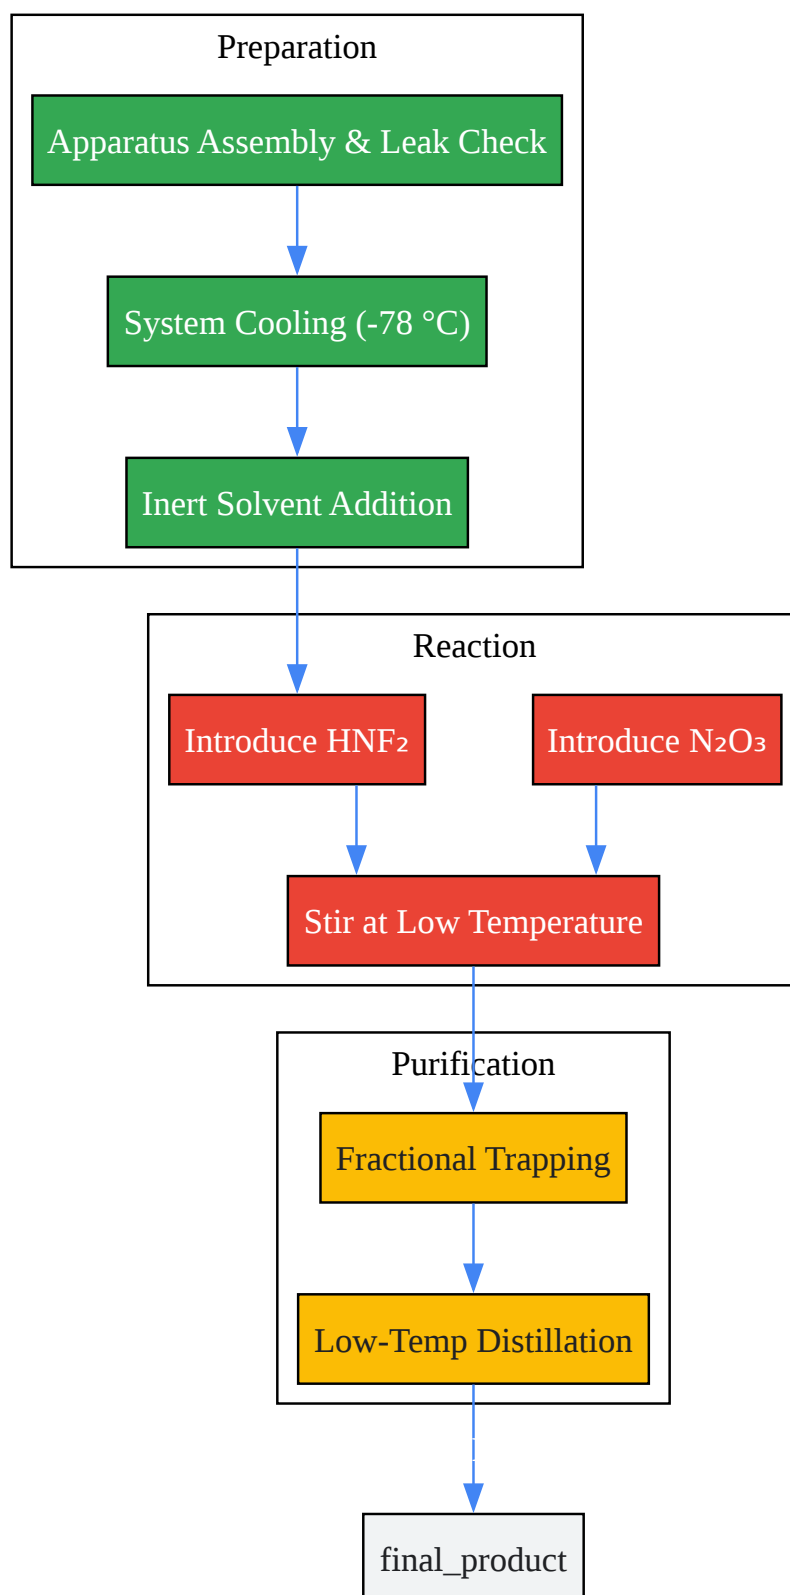 Preparation
Apparatus Assembly & Leak Check
System Cooling (-78 °C)
Inert Solvent Addition
Reaction
Introduce HNF₂
Introduce N₂O₃
Stir at Low Temperature
Purification
Fractional Trapping
Low-Temp Distillation
final_product